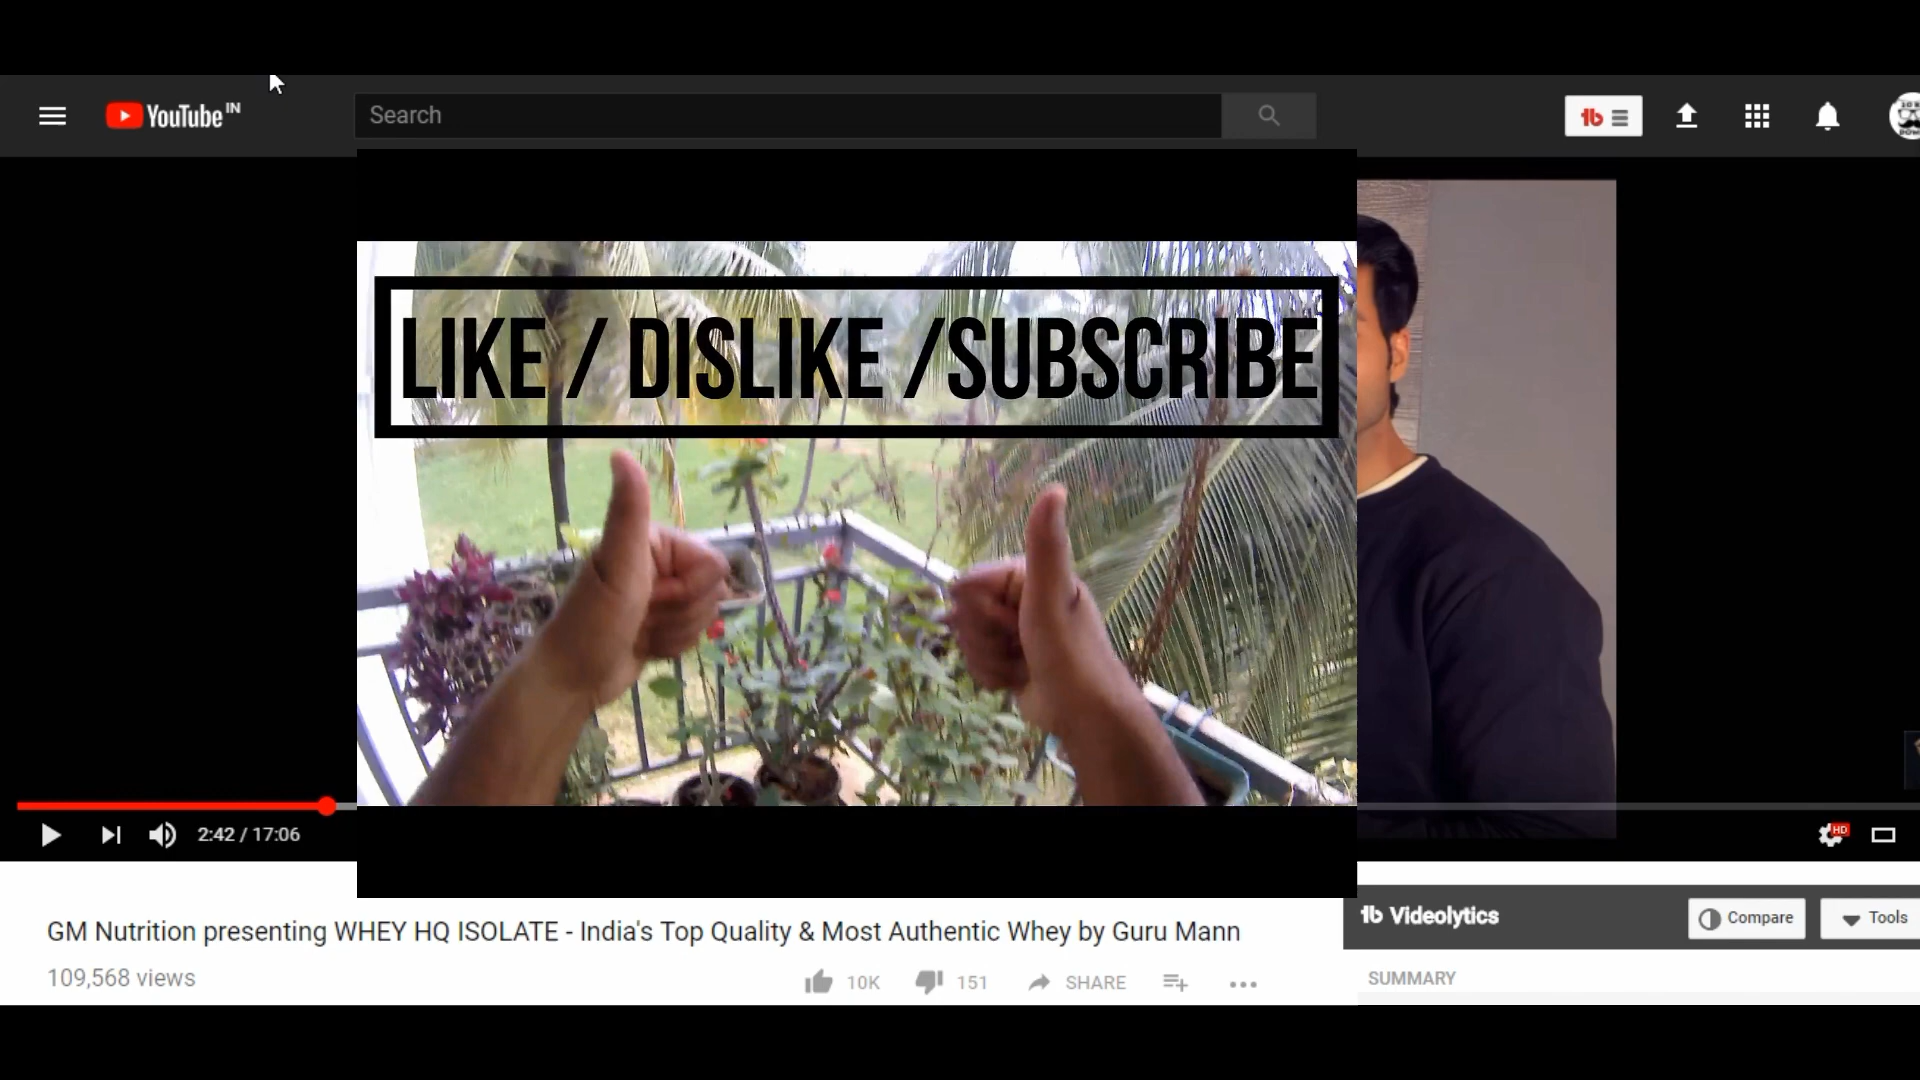 YouTube IN
Search
LIKE / DISLIKE /SUBSCRIBE
2:42 / 17:06
HD
GM Nutrition presenting WHEY HQ ISOLATE - India's Top Quality & Most Authentic Whey by Guru Mann
109,568 views
10K
151
SHARE
Videolytics
Compare
Tools
SUMMARY